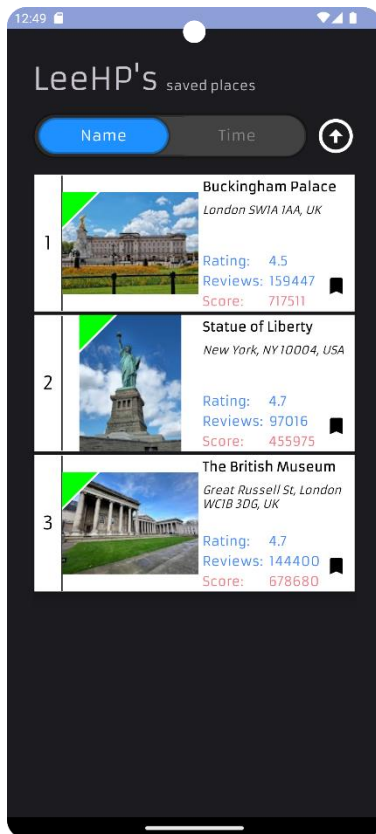 12:49
LeeHP's saved places
Name Time
1
Buckingham Palace
London SW1A 1AA, UK
Rating: 4.5
Reviews: 159447
Score: 717511
2
Statue of Liberty
New York, NY 10004, USA
Rating: 4.7
Reviews: 97016
Score: 455975
3
The British Museum
Great Russell St, London
WC1B 3DG, UK
Rating: 4.7
Reviews: 144400
Score: 678680